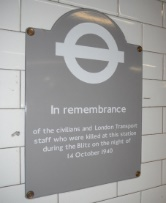 In remembrance
of the civilians and London Transport
staff who were killed at this station
during the Blitz on the night of
14 October 1940